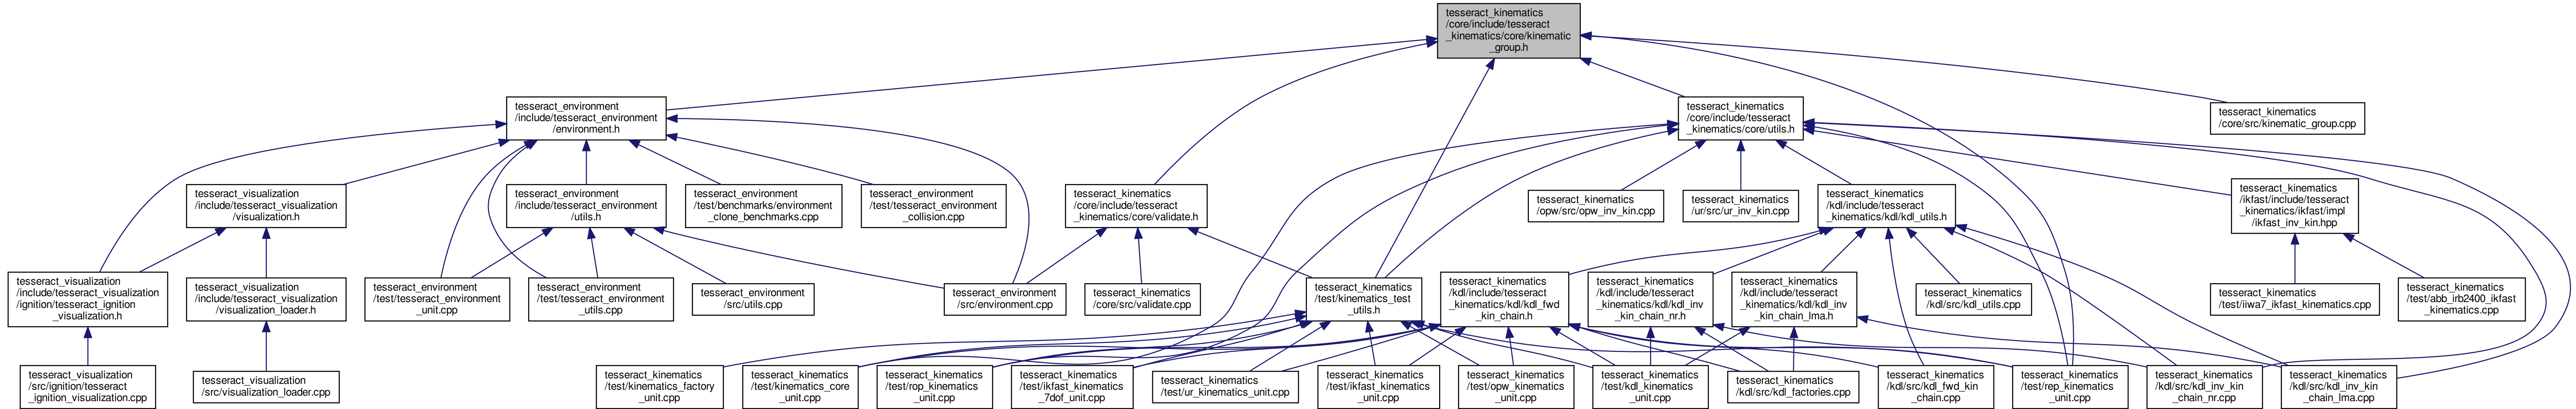 tesseract_kinematics
/core/include/tesseract
_kinematics/core/kinematic
_group.h
tesseract_environment
/include/tesseract_environment
/environment.h
tesseract_kinematics
/core/include/tesseract
_kinematics/core/utils.h
tesseract_kinematics
/core/src/kinematic_group.cpp
tesseract_visualization
/include/tesseract_visualization
/visualization.h
tesseract_environment
/include/tesseract_environment
/utils.h
tesseract_environment
/test/benchmarks/environment
_clone_benchmarks.cpp
tesseract_environment
/test/tesseract_environment
_collision.cpp
tesseract_kinematics
/core/include/tesseract
_kinematics/core/validate.h
tesseract_kinematics
/opw/src/opw_inv_kin.cpp
tesseract_kinematics
/ur/src/ur_inv_kin.cpp
tesseract_kinematics
/kdl/include/tesseract
_kinematics/kdl/kdl_utils.h
tesseract_kinematics
/ikfast/include/tesseract
_kinematics/ikfast/impl
/ikfast_inv_kin.hpp
tesseract_visualization
/include/tesseract_visualization
/ignition/tesseract_ignition
_visualization.h
tesseract_visualization
/include/tesseract_visualization
/visualization_loader.h
tesseract_environment
/test/tesseract_environment
_unit.cpp
tesseract_environment
/test/tesseract_environment
_utils.cpp
tesseract_environment
/src/utils.cpp
tesseract_environment
/src/environment.cpp
tesseract_kinematics
/core/src/validate.cpp
tesseract_kinematics
/test/kinematics_test
_utils.h
tesseract_kinematics
/kdl/include/tesseract
_kinematics/kdl/kdl_fwd
_kin_chain.h
tesseract_kinematics
/kdl/include/tesseract
_kinematics/kdl/kdl_inv
_kin_chain_nr.h
tesseract_kinematics
/kdl/include/tesseract
_kinematics/kdl/kdl_inv
_kin_chain_lma.h
tesseract_kinematics
/kdl/src/kdl_utils.cpp
tesseract_kinematics
/test/iiwa7_ikfast_kinematics.cpp
tesseract_kinematics
/test/abb_irb2400_ikfast
_kinematics.cpp
tesseract_visualization
/src/ignition/tesseract
_ignition_visualization.cpp
tesseract_visualization
/src/visualization_loader.cpp
tesseract_kinematics
/test/kinematics_factory
_unit.cpp
tesseract_kinematics
/test/kinematics_core
_unit.cpp
tesseract_kinematics
/test/rop_kinematics
_unit.cpp
tesseract_kinematics
/test/ikfast_kinematics
_7dof_unit.cpp
tesseract_kinematics
/test/ur_kinematics_unit.cpp
tesseract_kinematics
/test/ikfast_kinematics
_unit.cpp
tesseract_kinematics
/test/opw_kinematics
_unit.cpp
tesseract_kinematics
/test/kdl_kinematics
_unit.cpp
tesseract_kinematics
/kdl/src/kdl_factories.cpp
tesseract_kinematics
/kdl/src/kdl_fwd_kin
_chain.cpp
tesseract_kinematics
/test/rep_kinematics
_unit.cpp
tesseract_kinematics
/kdl/src/kdl_inv_kin
_chain_nr.cpp
tesseract_kinematics
/kdl/src/kdl_inv_kin
_chain_lma.cpp